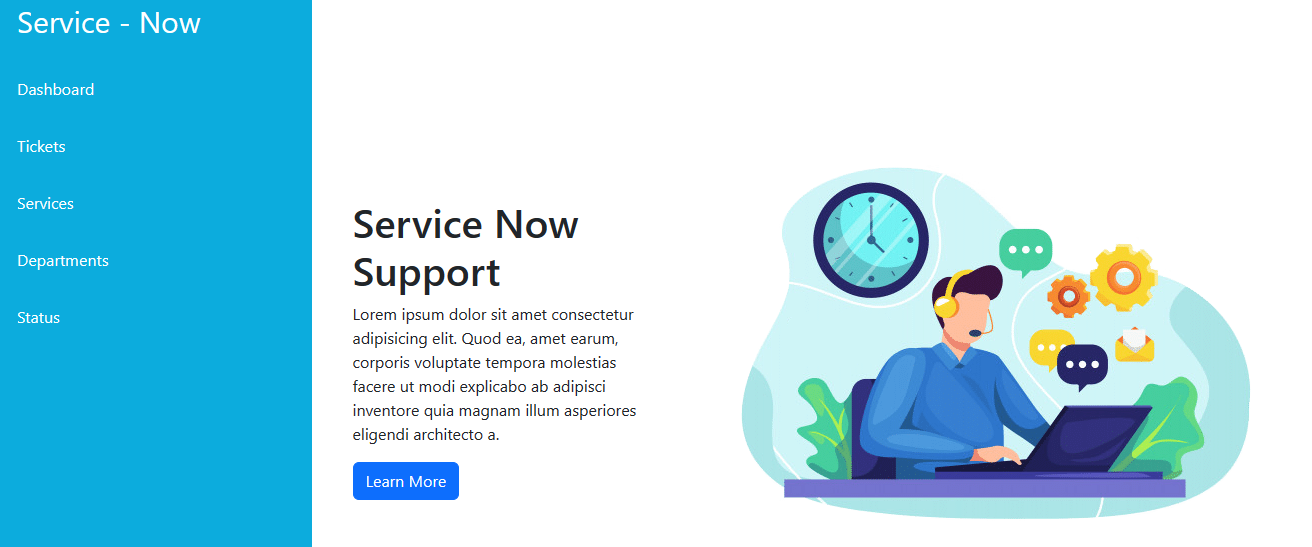 Service - Now
Dashboard
Tickets
Services
Departments
Status
Service Now
Support
Lorem ipsum dolor sit amet consectetur
adipisicing elit. Quod ea, amet earum,
corporis voluptate tempora molestias
facere ut modi explicabo ab adipisci
inventore quia magnam illum asperiores
eligendi architecto a.
Learn More